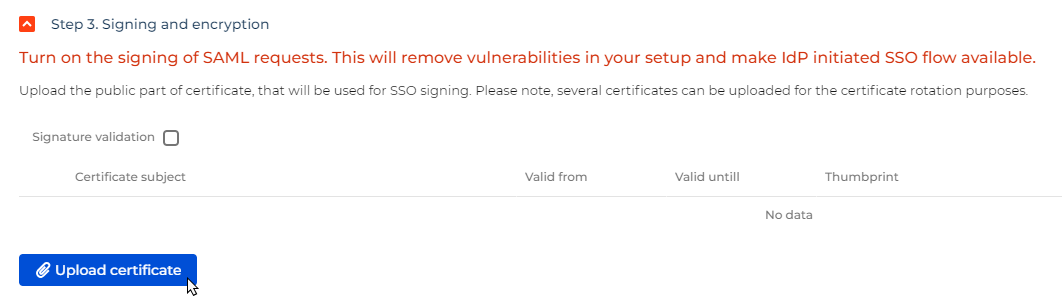 Step 3. Signing and encryption
Turn on the signing of SAML requests. This will remove vulnerabilities in your setup and make IdP initiated SSO flow available.
Upload the public part of certificate, that will be used for SSO signing. Please note, several certificates can be uploaded for the certificate rotation purposes.
Signature validation
Certificate subject Valid from Valid untill Thumbprint
No data
Upload certificate